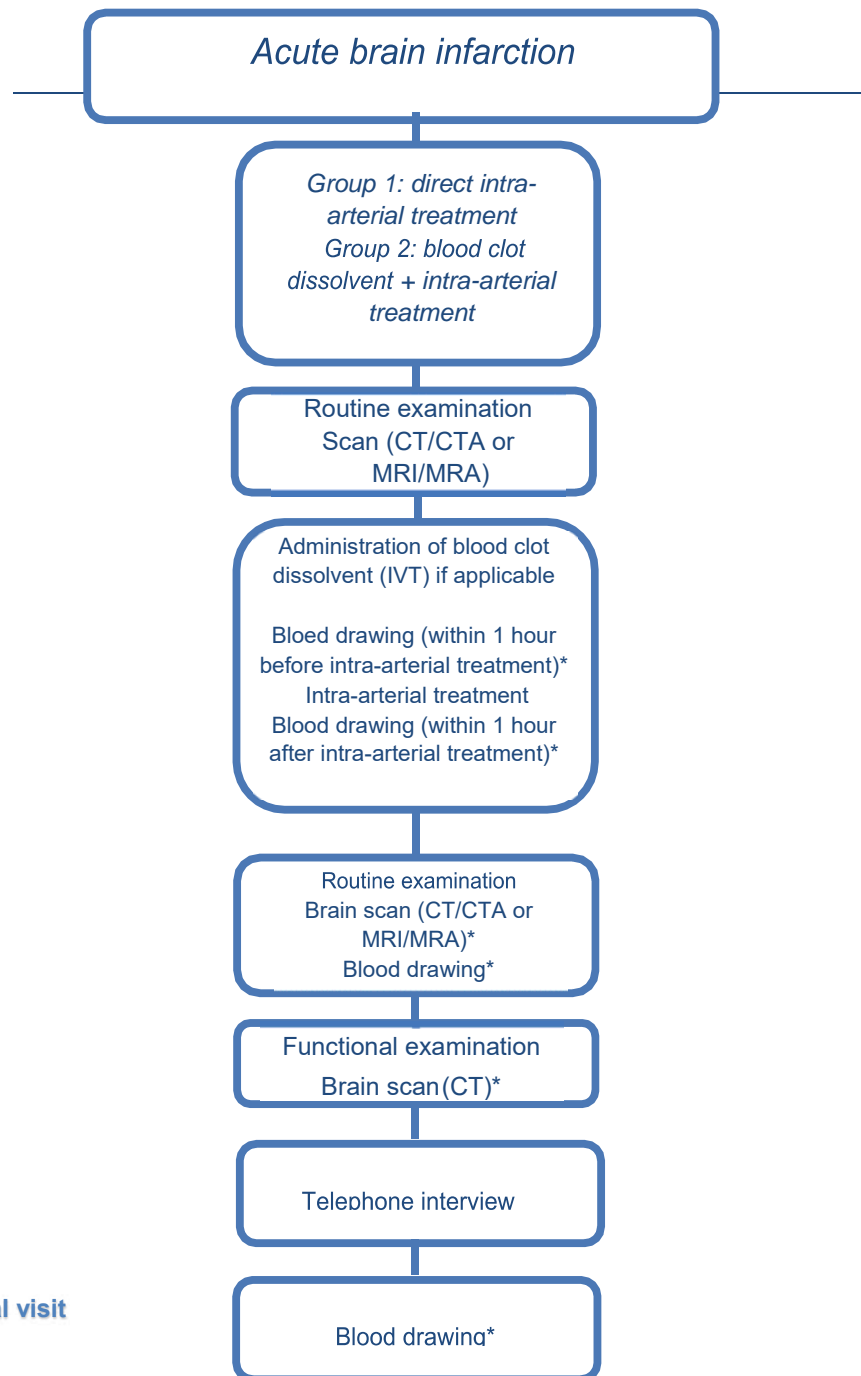 Acute brain infarction
Group 1: direct intra-
arterial treatment
Group 2: blood clot
dissolvent + intra-arterial
treatment
Routine examination
Scan (CT/CTA or
MRI/MRA)
Administration of blood clot
dissolvent (IVT) if applicable
Bloed drawing (within 1 hour
before intra-arterial treatment)*
Intra-arterial treatment
Blood drawing (within 1 hour
after intra-arterial treatment)*
Routine examination
Brain scan (CT/CTA or
MRI/MRA)*
Blood drawing*
Functional examination
Brain scan (CT)*
Telephone interview
visit
Blood drawing*